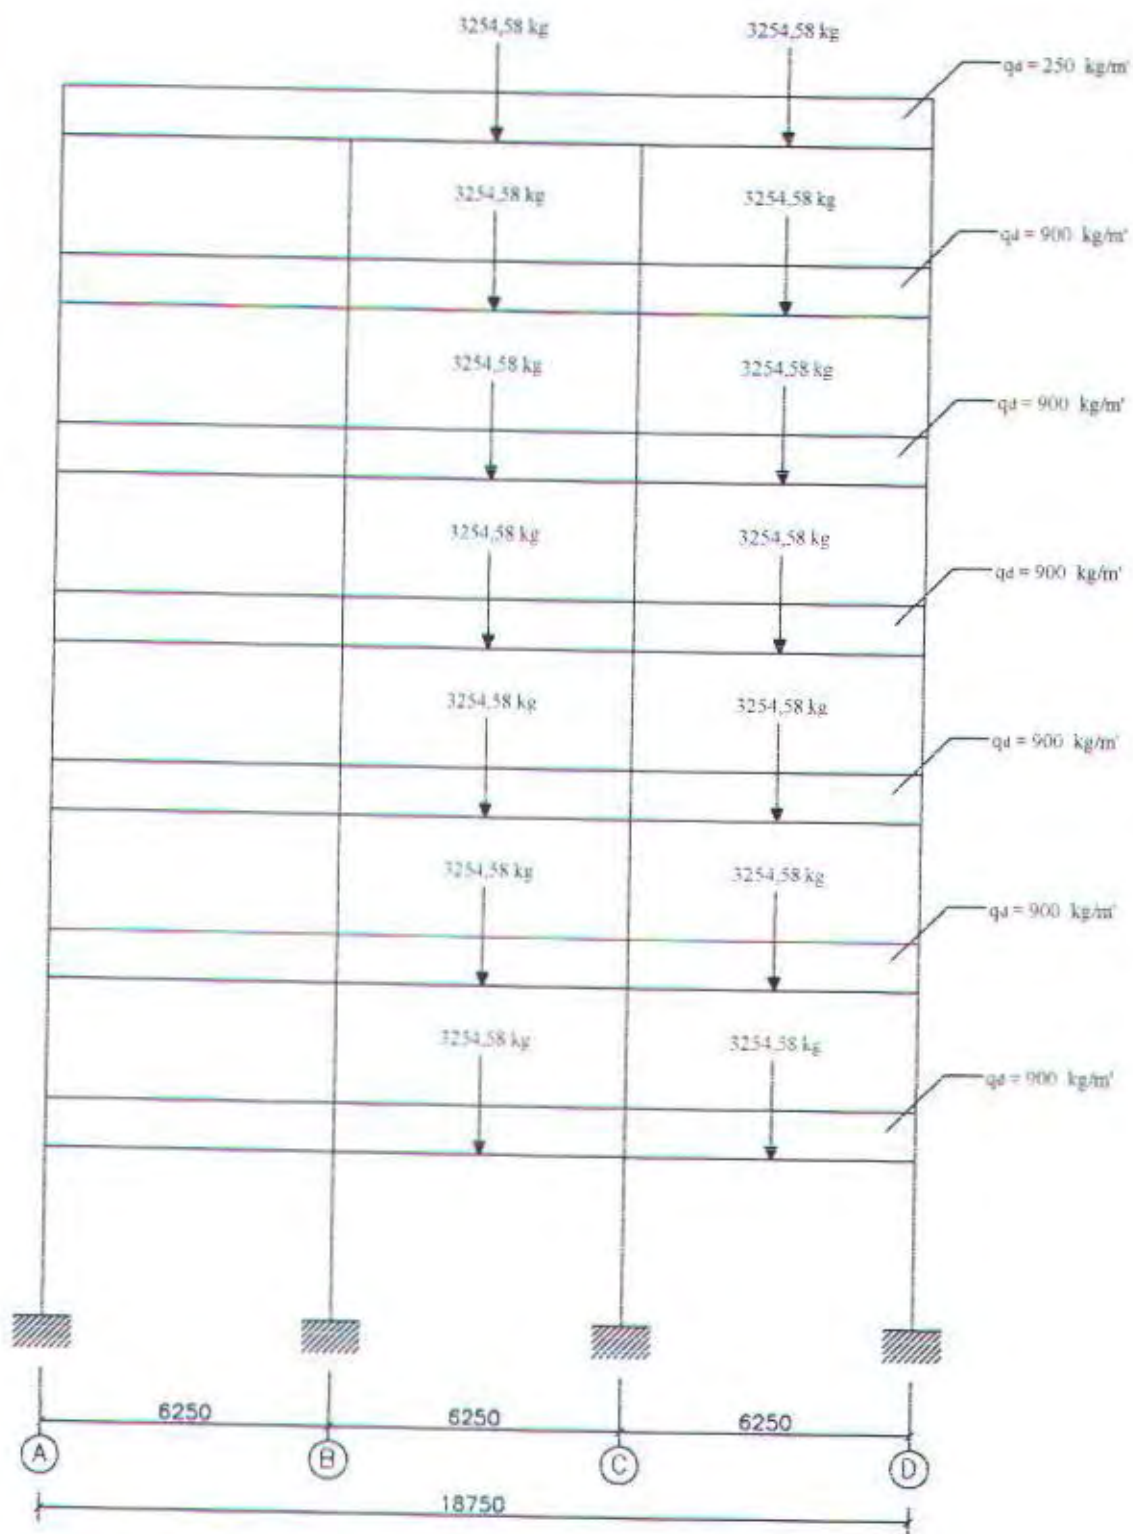 3254,58 kg
3254,58 kg
qd = 250 kg/m'
3254,58 kg
3254,58 kg
qd = 900 kg/m'
3254,58 kg
3254,58 kg
qd = 900 kg/m'
3254,58 kg
3254,58 kg
qd = 900 kg/m'
3254,58 kg
3254,58 kg
qd = 900 kg/m'
3254,58 kg
3254,58 kg
qd = 900 kg/m'
3254,58 kg
3254,58 kg
qd = 900 kg/m'
6250
6250
6250
A
B
C
D
18750